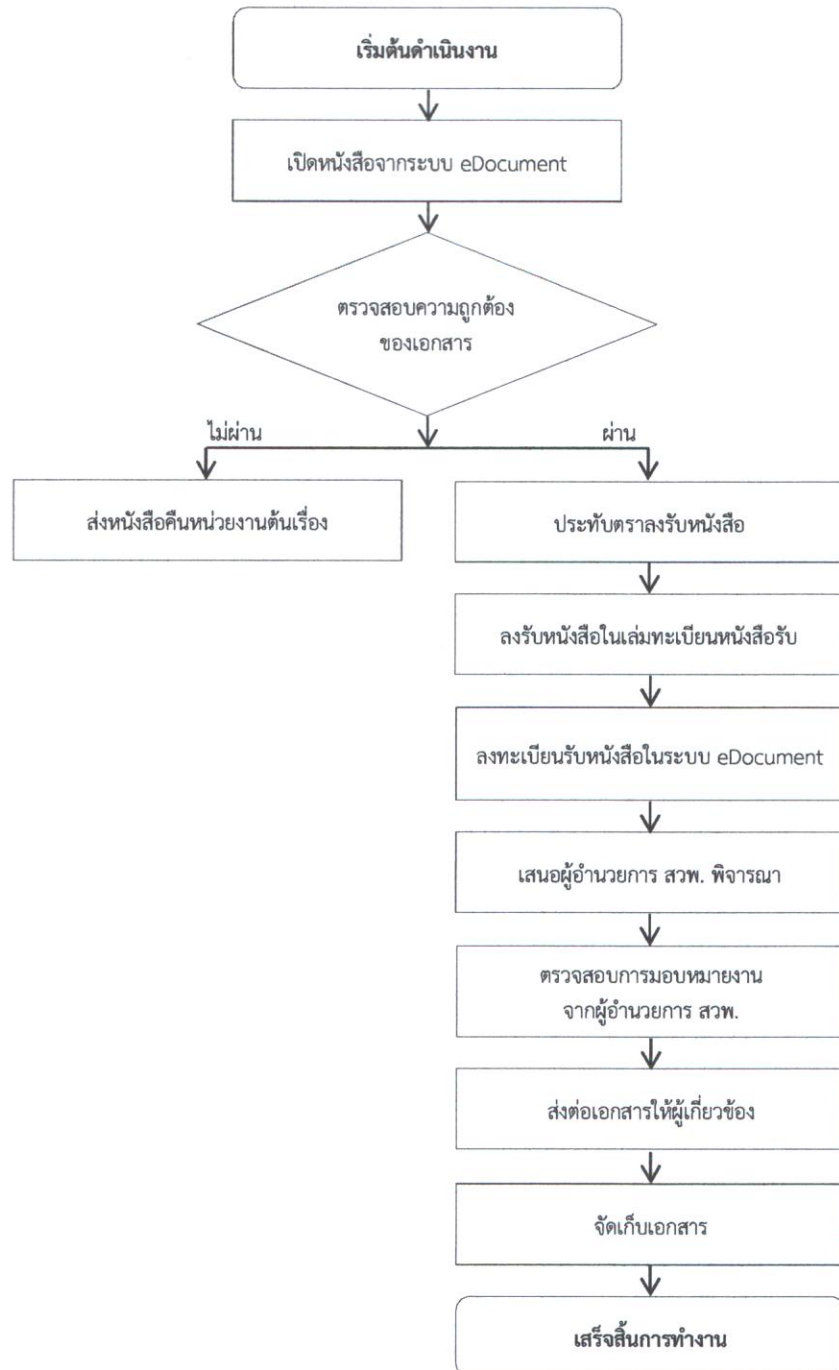 เริ่มต้นดำเนินงาน
เปิดหนังสือจากระบบ eDocument
ตรวจสอบความถูกต้อง
ของเอกสาร
ไม่ผ่าน
ผ่าน
ส่งหนังสือคืนหน่วยงานต้นเรื่อง
ประทับตราลงรับหนังสือ
ลงรับหนังสือในเล่มทะเบียนหนังสือรับ
ลงทะเบียนรับหนังสือในระบบ eDocument
เสนอผู้อำนวยการ สวพ. พิจารณา
ตรวจสอบการมอบหมายงาน
จากผู้อำนวยการ สวพ.
ส่งต่อเอกสารให้ผู้เกี่ยวข้อง
จัดเก็บเอกสาร
เสร็จสิ้นการทำงาน